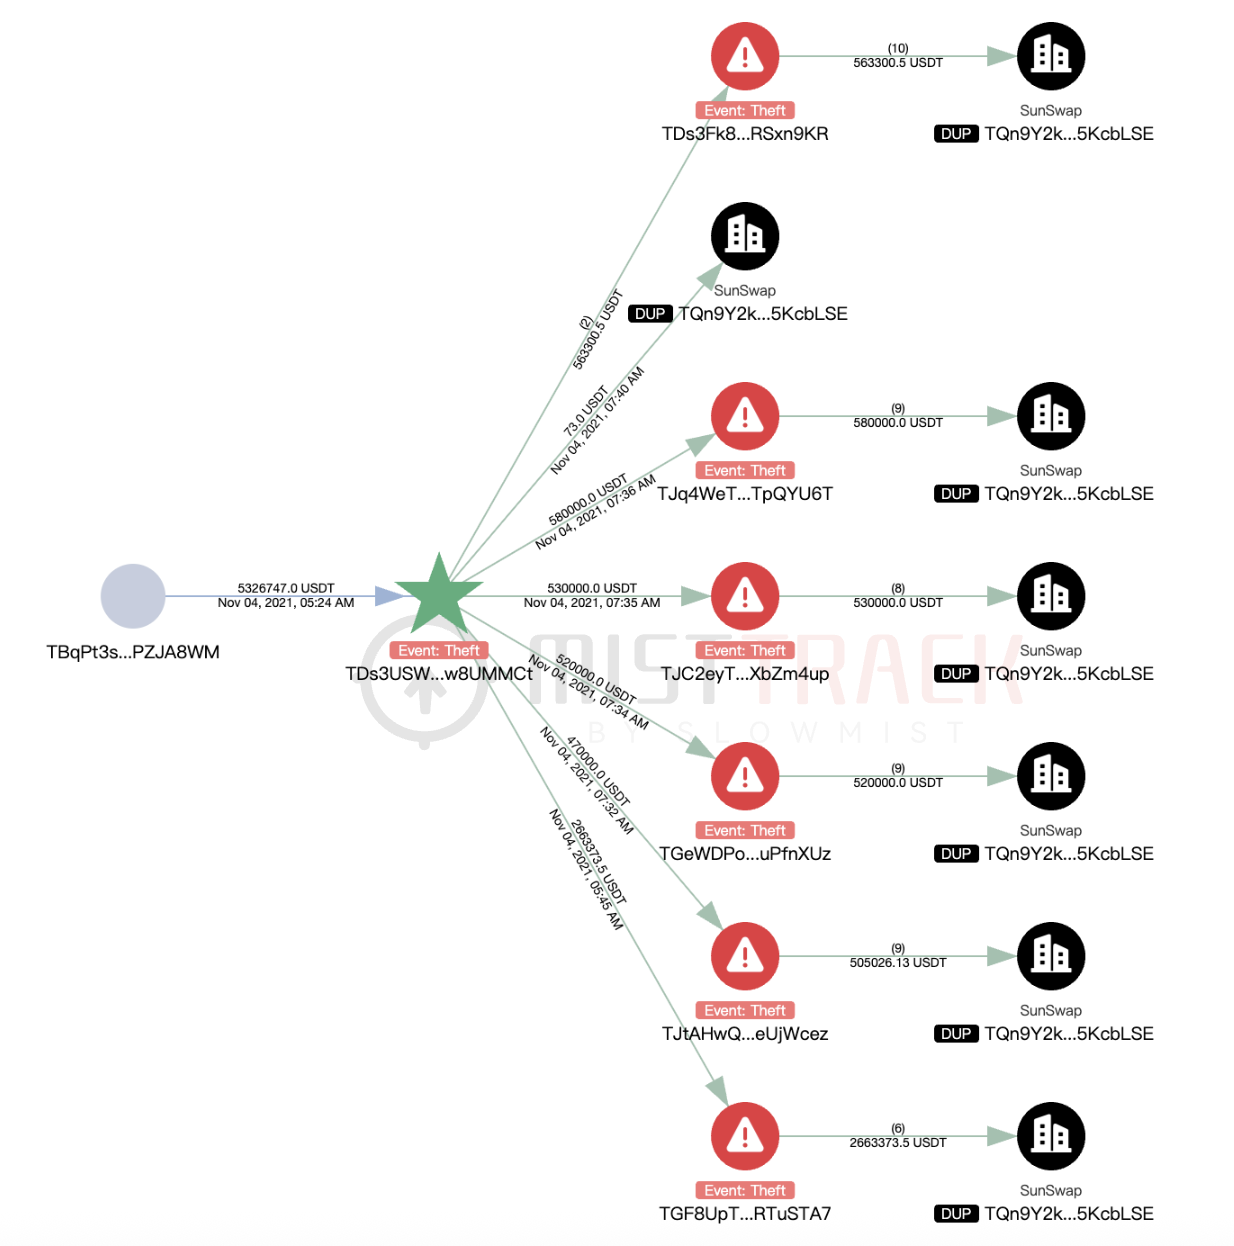 (10)
563300.5 USDT
Event: Theft
TDs3Fk8...RSxn9KR
SunSwap
DUP TQn9Y2k...5KcbLSE
(2)
563300.5 USDT
SunSwap
DUP TQn9Y2k...5KcbLSE
73.0 USDT
Nov 04, 2021, 07:40 AM
(9)
580000.0 USDT
Event: Theft
TJq4WeT...TpQYU6T
SunSwap
DUP TQn9Y2k...5KcbLSE
580000.0 USDT
Nov 04, 2021, 07:36 AM
5326747.0 USDT
Nov 04, 2021, 05:24 AM
TBqPt3s...PZJA8WM
Event: Theft
TDs3USW...w8UMMCt
530000.0 USDT
Nov 04, 2021, 07:35 AM
(8)
530000.0 USDT
Event: Theft
TJC2eyT...XbZm4up
SunSwap
DUP TQn9Y2k...5KcbLSE
MISTTRACK
BY SLOWMIST
520000.0 USDT
Nov 04, 2021, 07:34 AM
(9)
520000.0 USDT
Event: Theft
TGeWDPo...uPfnXUz
SunSwap
DUP TQn9Y2k...5KcbLSE
470000.0 USDT
Nov 04, 2021, 07:32 AM
(9)
505026.13 USDT
Event: Theft
TJtAHwQ...eUjWcez
SunSwap
DUP TQn9Y2k...5KcbLSE
2663373.5 USDT
Nov 04, 2021, 05:45 AM
(6)
2663373.5 USDT
Event: Theft
TGF8UpT...RTuSTA7
SunSwap
DUP TQn9Y2k...5KcbLSE